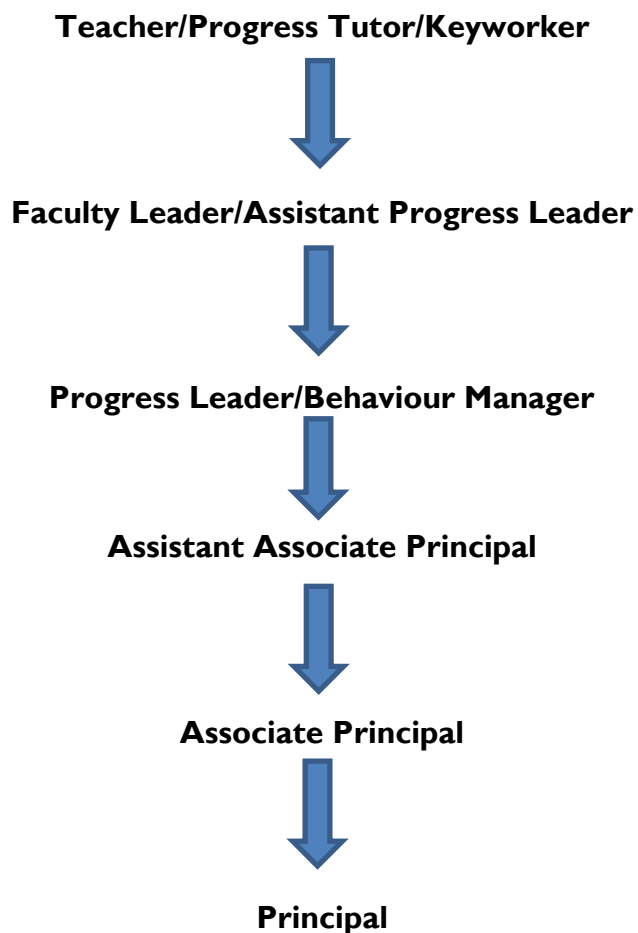 Teacher/Progress Tutor/Keyworker
Faculty Leader/Assistant Progress Leader
Progress Leader/Behaviour Manager
Assistant Associate Principal
Associate Principal
Principal